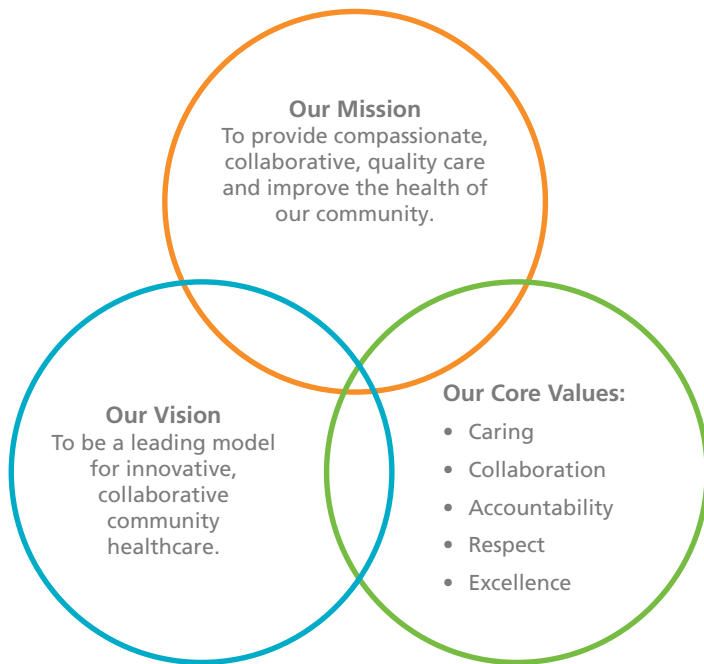 Our Mission
To provide compassionate,
collaborative, quality care
and improve the health of
our community.
Our Vision
To be a leading model
for innovative,
collaborative
community
healthcare.
Our Core Values:
• Caring
• Collaboration
• Accountability
• Respect
• Excellence